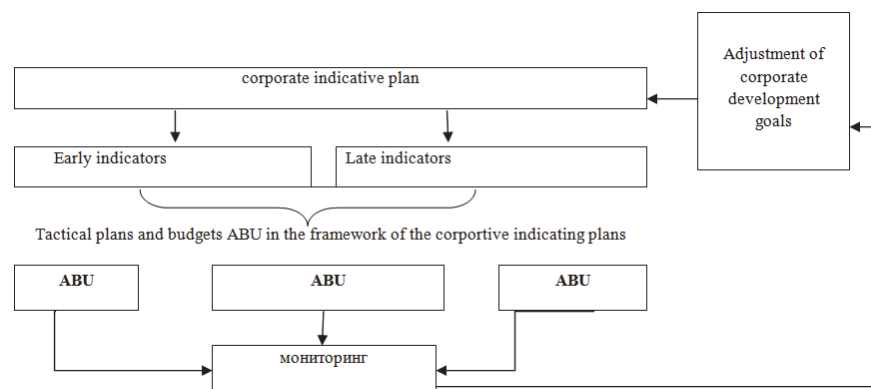 corporate indicative plan
Adjustment of
corporate
development
goals
Early indicators
Late indicators
Tactical plans and budgets ABU in the framework of the corportive indicating plans
ABU
ABU
ABU
мониторинг